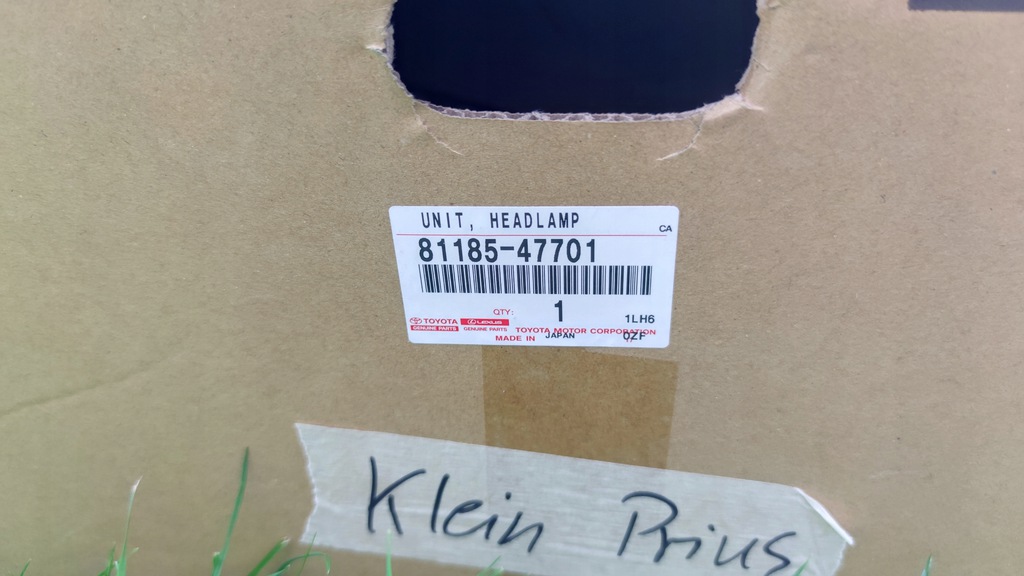 UNIT, HEADLAMP
CA
81185-47701
QTY: 1
1LH6
TOYOTA LEXUS
GENUINE PARTS GENUINE PARTS TOYOTA MOTOR CORPORATION
MADE IN JAPAN 0ZF
Klein Prius